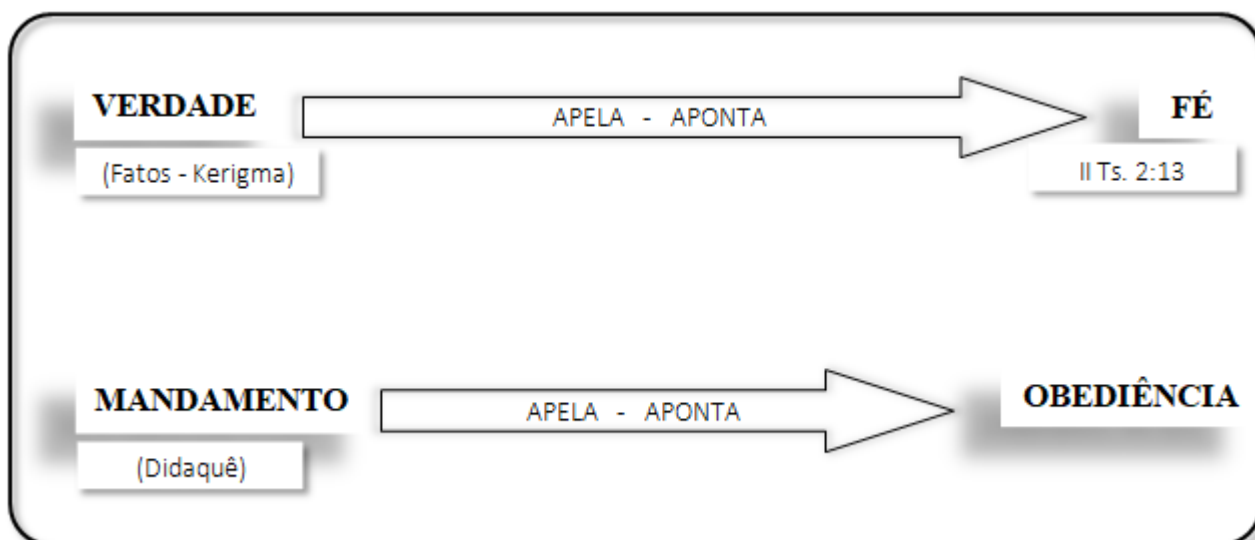 VERDADE
APELA - APONTA
FÉ
(Fatos - Kerigma)
II Ts. 2:13
MANDAMENTO
APELA - APONTA
OBEDIÊNCIA
(Didaquê)